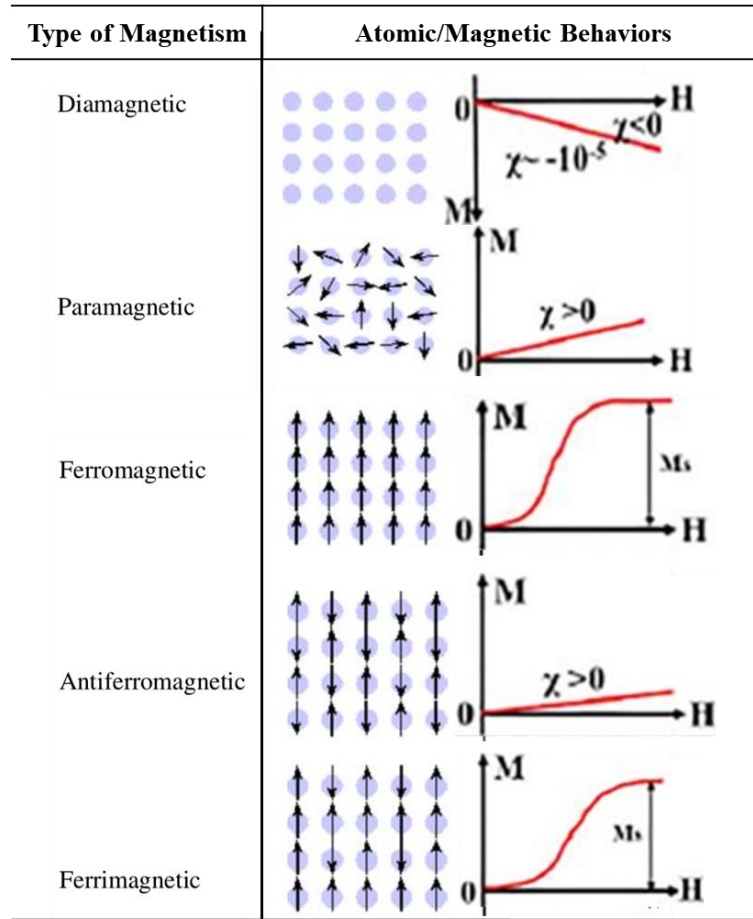 Type of Magnetism
Atomic/Magnetic Behaviors
Diamagnetic
0
H
χ<0
χ~ -10⁻⁵
M
Paramagnetic
M
χ >0
0
H
Ferromagnetic
M
Ms
0
H
Antiferromagnetic
M
χ >0
0
H
Ferrimagnetic
M
Ms
0
H